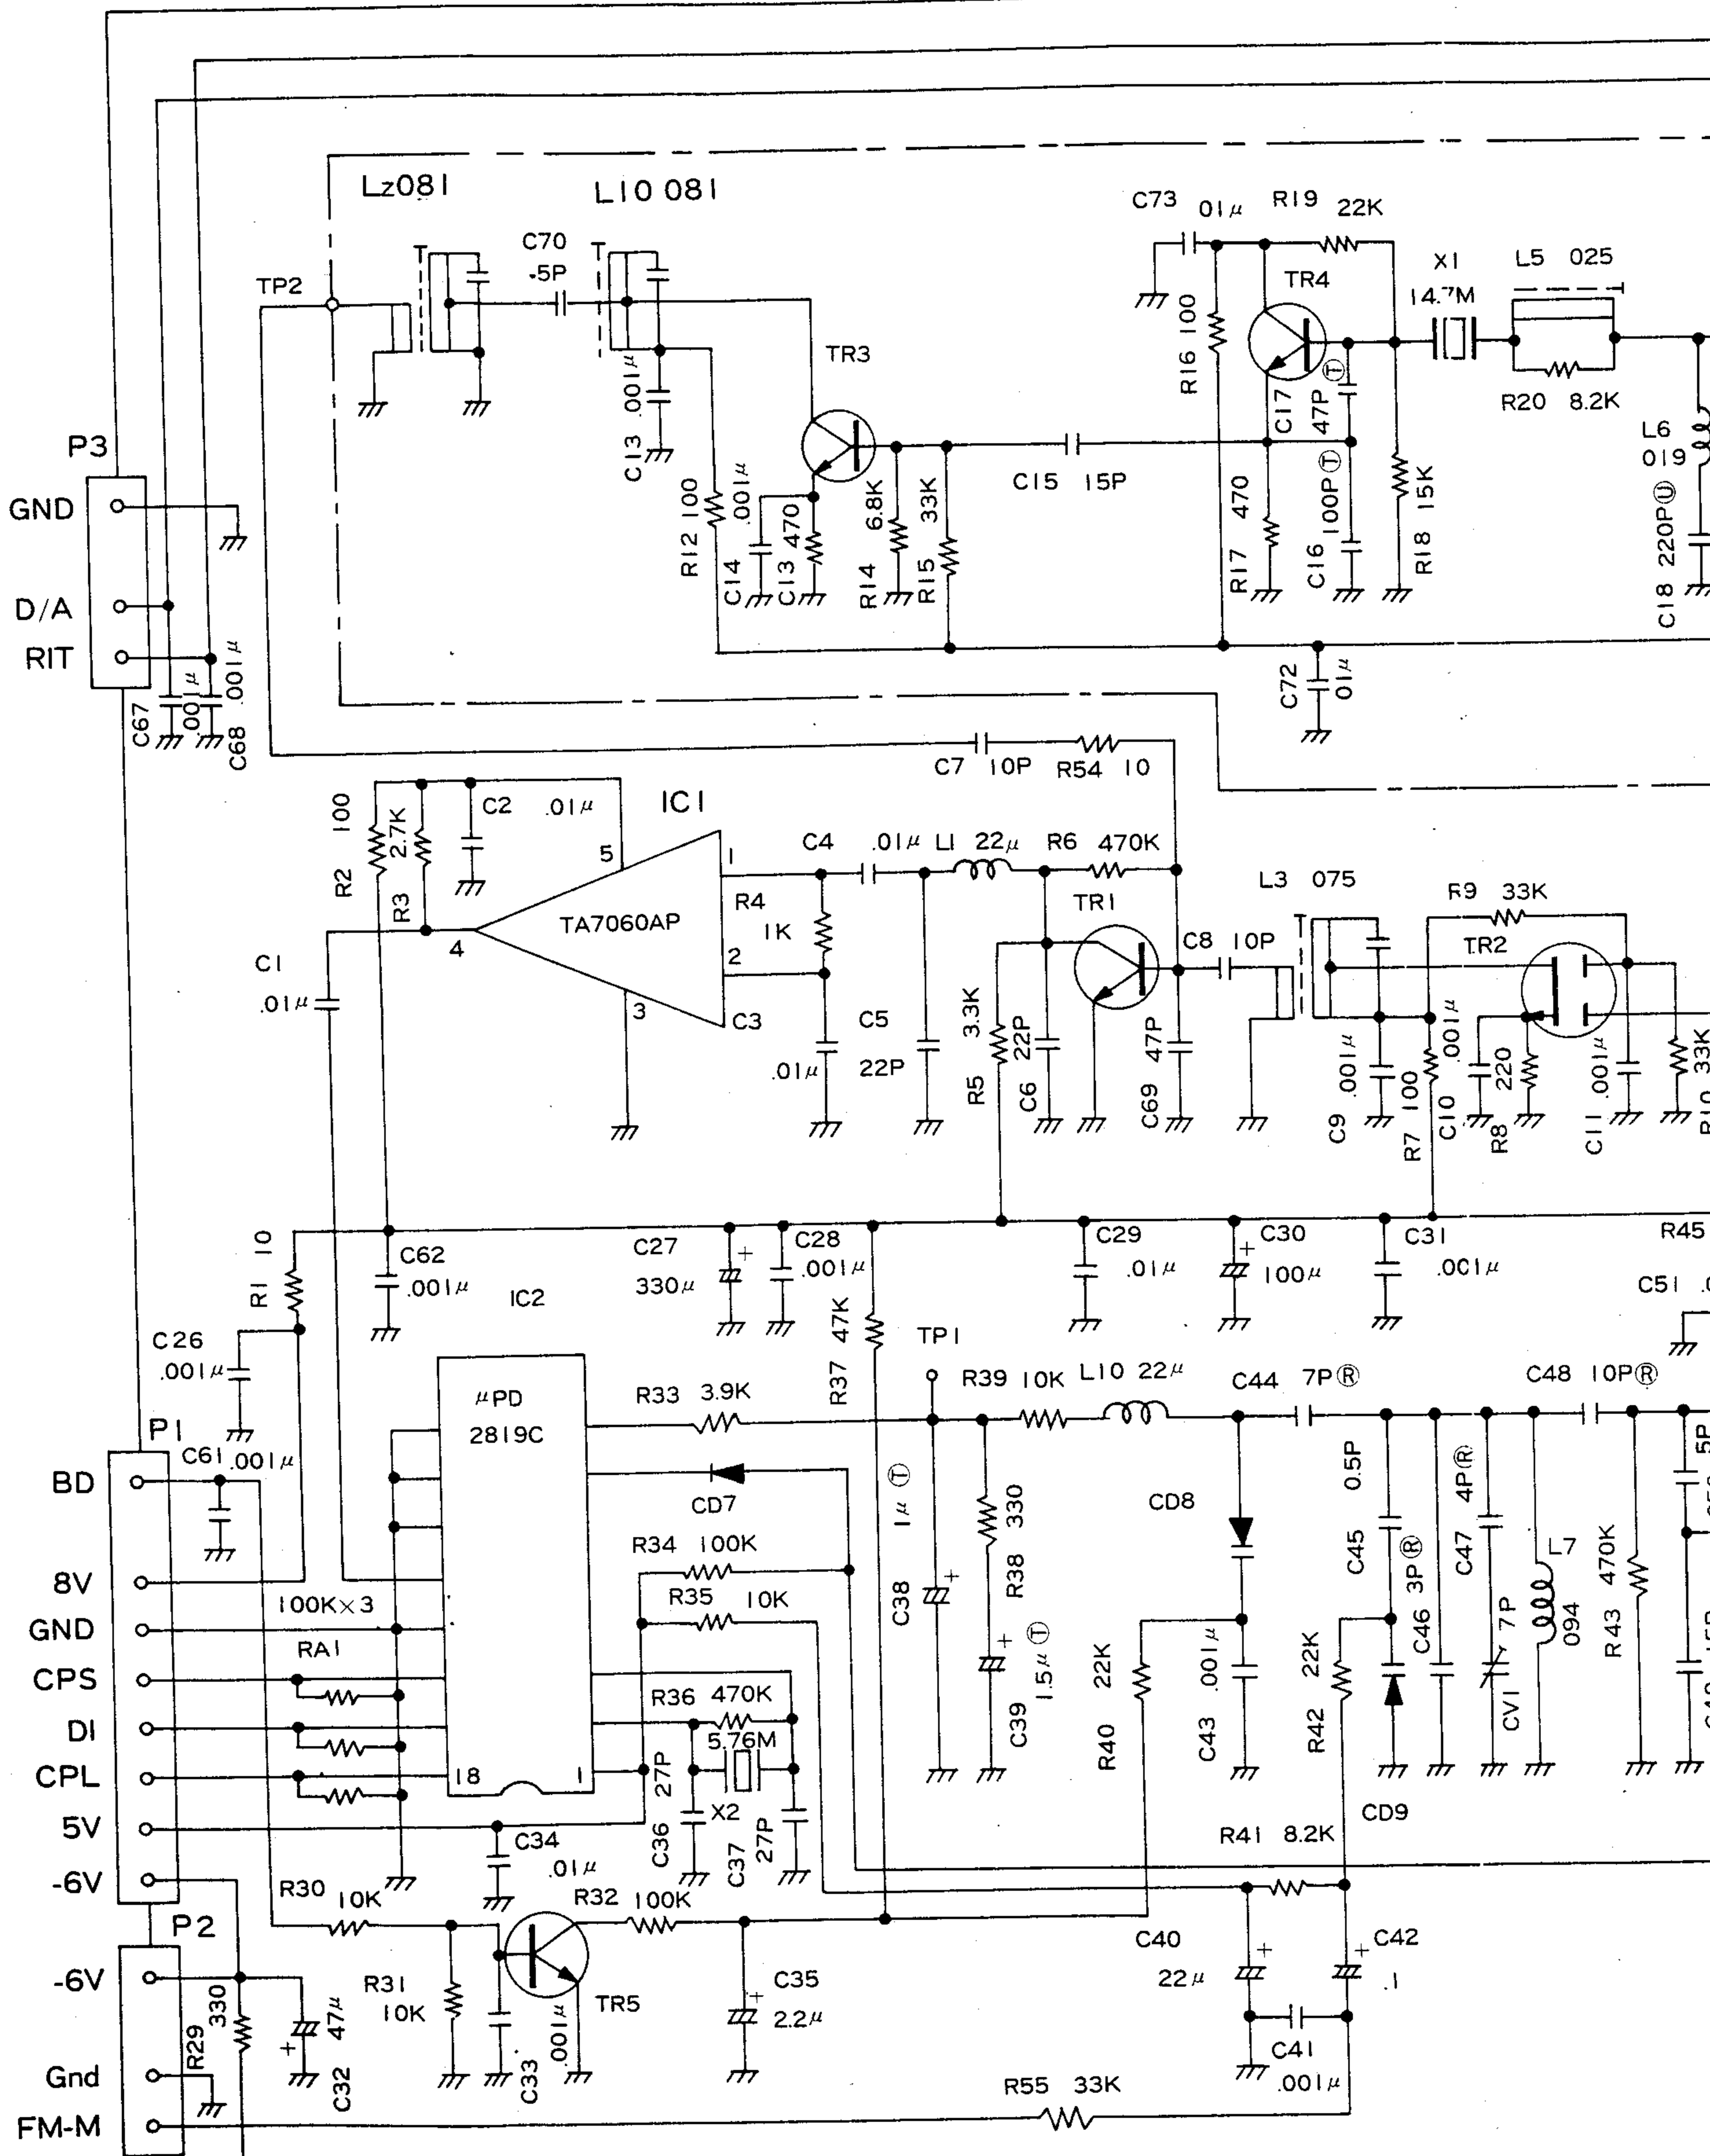 Lz081
L10 081
C70
.5P
TP2
TR3
C73
01μ
R19
22K
TR4
X1
14.7M
L5 025
R20 8.2K
R16 100
C17
47P Ⓣ
C13 .001μ
R12 100
.001μ
C14
C13 470
6.8K
R14
33K
R15
C15 15P
R17 470
C16 100P Ⓣ
R18 15K
L6
019
C18 220P Ⓤ
P3
GND
D/A
RIT
C67
.001μ
C68 .001μ
C72
01μ
C7 10P
R54 10
R2 100
2.7K
R3
C2 .01μ
IC1
5
1
TA7060AP
4
2
3
R4
1K
C4 .01μ
L1 22μ
R6 470K
TR1
C1
.01μ
C3
.01μ
C5
22P
R5 3.3K
22P
C6
C69 47P
C8 10P
L3 075
R9 33K
TR2
C9 .001μ
R7 100
C10 .001μ
R8 220
C11 .001μ
R10 33K
R1 10
C62
.001μ
C27
330μ
C28
.001μ
C29
.01μ
C30
100μ
C31
.001μ
R45
C51
IC2
C26
.001μ
R37 47K
TP1
R39 10K
L10 22μ
C44 7P Ⓡ
C48 10P Ⓡ
μPD
2819C
R33 3.9K
P1
C61 .001μ
BD
CD7
1μ Ⓣ
C38
R38 330
CD8
0.5P
C45
4P Ⓡ
C47
5P
8V
100K×3
R34 100K
R35 10K
3P Ⓡ
C46
L7
094
R43 470K
7P
CV1
GND
RA1
CPS
R36 470K
C39 1.5μ Ⓣ
22K
R40
.001μ
C43
22K
R42
DI
5.76M
CPL
18
1
27P
C36
X2
C37 27P
CD9
5V
C34
.01μ
R41 8.2K
-6V
R30
10K
R32
100K
P2
-6V
R29 330
47μ
C32
R31
10K
C33 .001μ
TR5
C35
2.2μ
C40
22μ
C42
.1
C41
.001μ
Gnd
FM-M
R55 33K